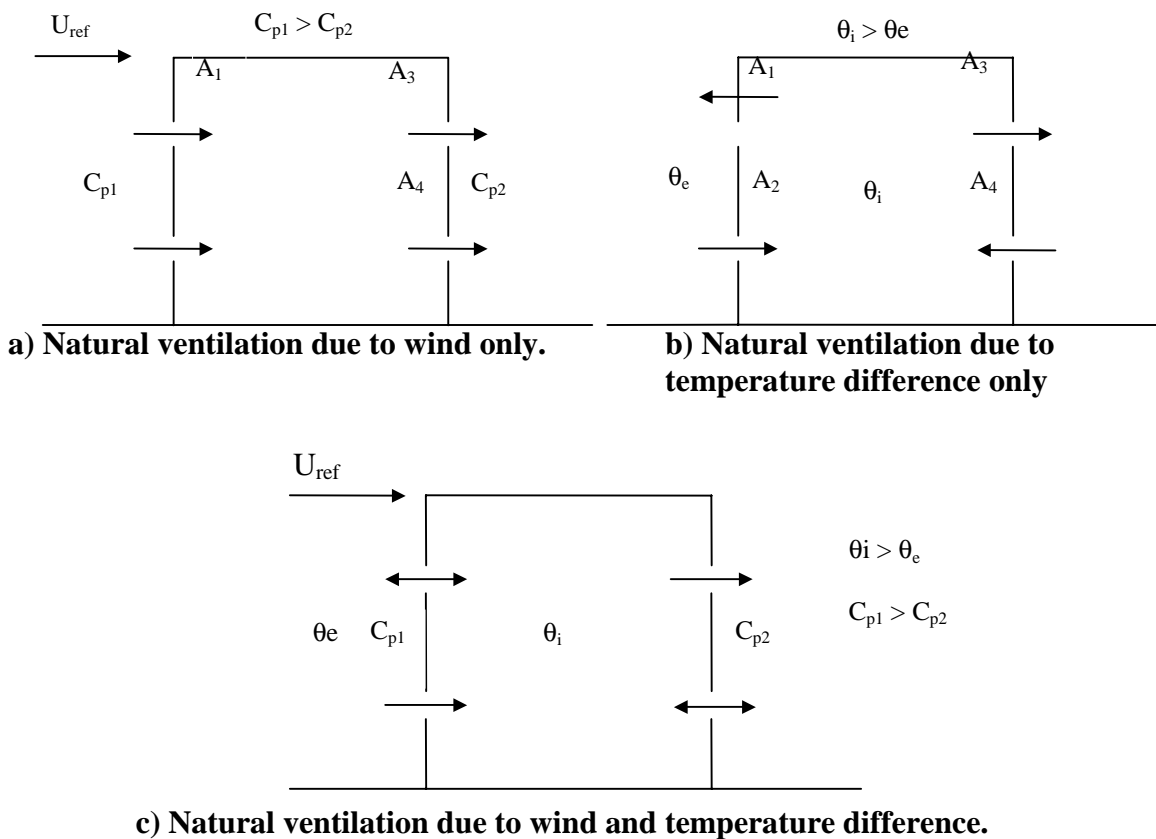 U_ref
C_p1 > C_p2
A_1
A_3
C_p1
A_4
C_p2
a) Natural ventilation due to wind only.
θ_i > θe
A_1
A_3
θ_e
A_2
θ_i
A_4
b) Natural ventilation due to
temperature difference only
U_ref
θe
C_p1
θ_i
C_p2
θi > θ_e
C_p1 > C_p2
c) Natural ventilation due to wind and temperature difference.